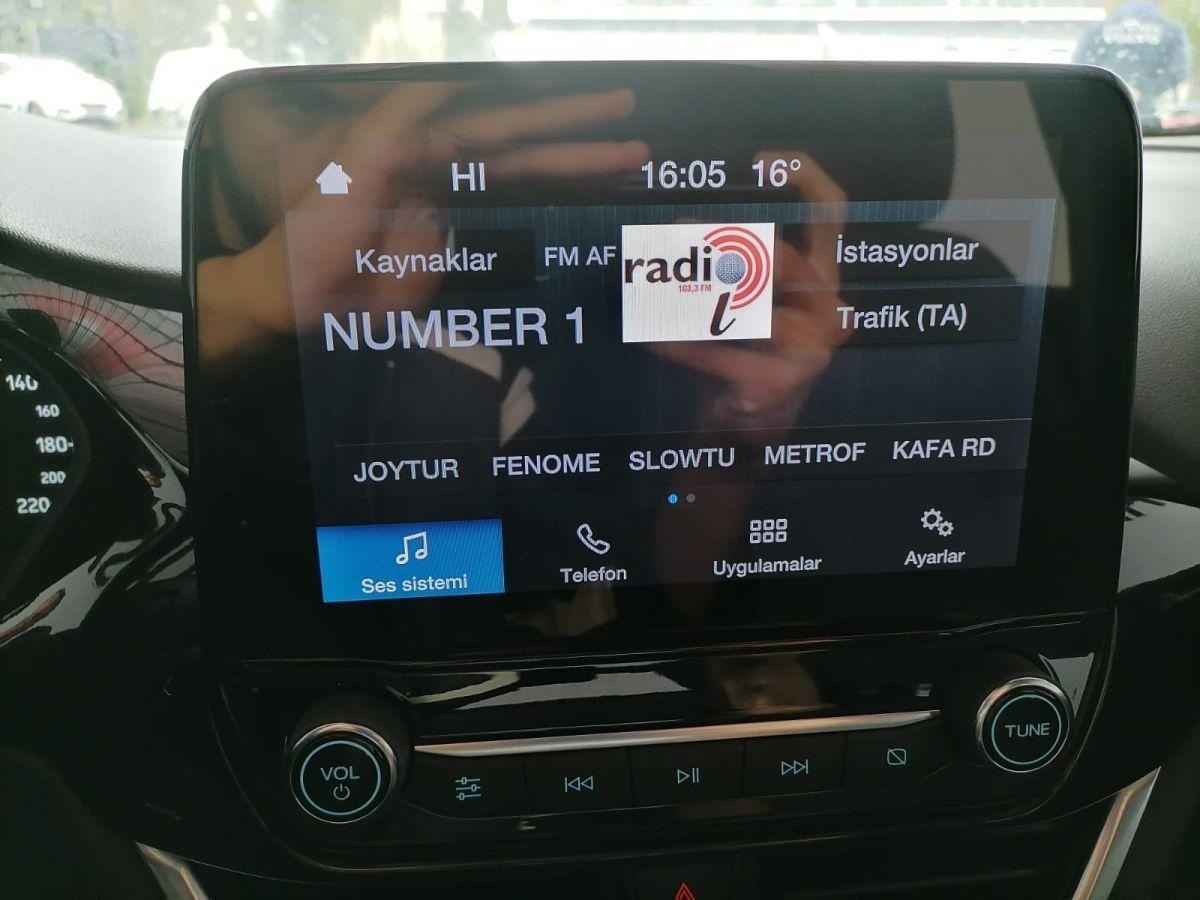 HI 16:05 16°
Kaynaklar FM AF radio i 103,3 FM İstasyonlar
NUMBER 1 Trafik (TA)
JOYTUR FENOME SLOWTU METROF KAFA RD
Ses sistemi Telefon Uygulamalar Ayarlar
VOL TUNE
140
160
180
200
220